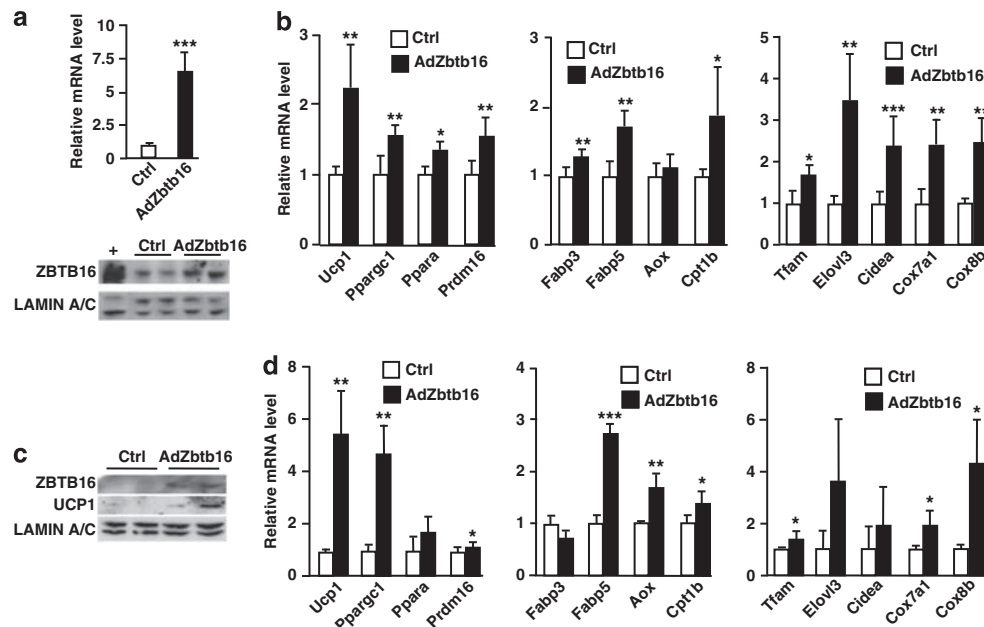 a
Relative mRNA level
10
7.5
5
2.5
0
***
Ctrl
AdZbtb16
+ Ctrl AdZbtb16
ZBTB16
LAMIN A/C
b
Relative mRNA level
3
2
1
0
Ctrl
AdZbtb16
**
**
*
**
Ucp1
Ppargc1
Ppara
Prdm16
3
2
1
0
Ctrl
AdZbtb16
**
**
*
Fabp3
Fabp5
Aox
Cpt1b
5
4
3
2
1
0
Ctrl
AdZbtb16
*
**
***
**
**
Tfam
Elovl3
Cidea
Cox7a1
Cox8b
c
Ctrl AdZbtb16
ZBTB16
UCP1
LAMIN A/C
d
Relative mRNA level
8
6
4
2
0
Ctrl
AdZbtb16
**
**
*
Ucp1
Ppargc1
Ppara
Prdm16
4
3
2
1
0
Ctrl
AdZbtb16
***
**
*
Fabp3
Fabp5
Aox
Cpt1b
8
6
4
2
0
Ctrl
AdZbtb16
*
*
*
Tfam
Elovl3
Cidea
Cox7a1
Cox8b